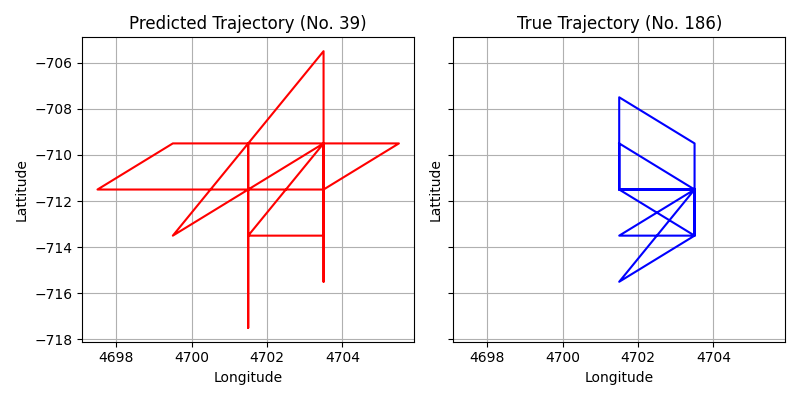 Predicted Trajectory (No. 39)
True Trajectory (No. 186)
−706
−708
−710
−712
−714
−716
−718
Lattitude
Lattitude
4698 4700 4702 4704
4698 4700 4702 4704
Longitude
Longitude